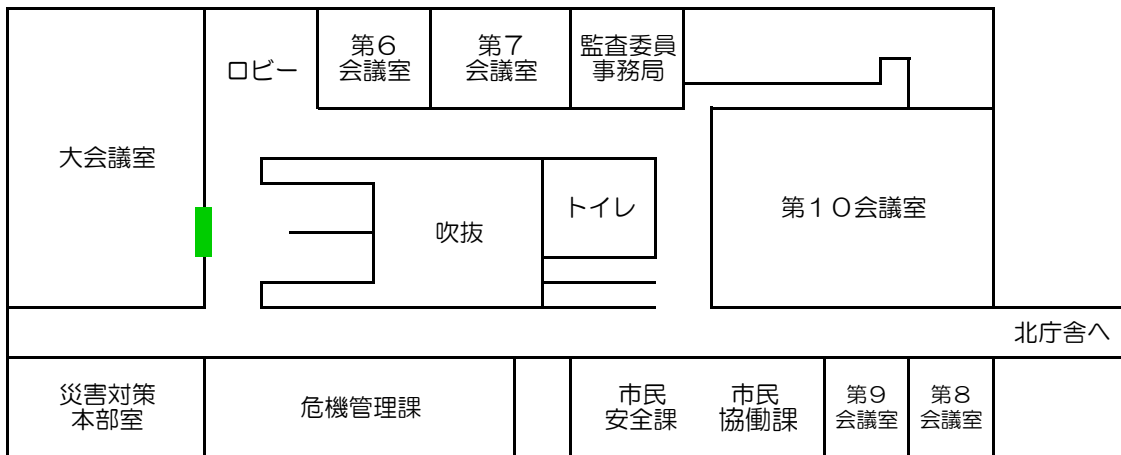 ロビー
第６
会議室
第７
会議室
監査委員
事務局
大会議室
吹抜
トイレ
第１０会議室
北庁舎へ
災害対策
本部室
危機管理課
市民
安全課
市民
協働課
第９
会議室
第８
会議室